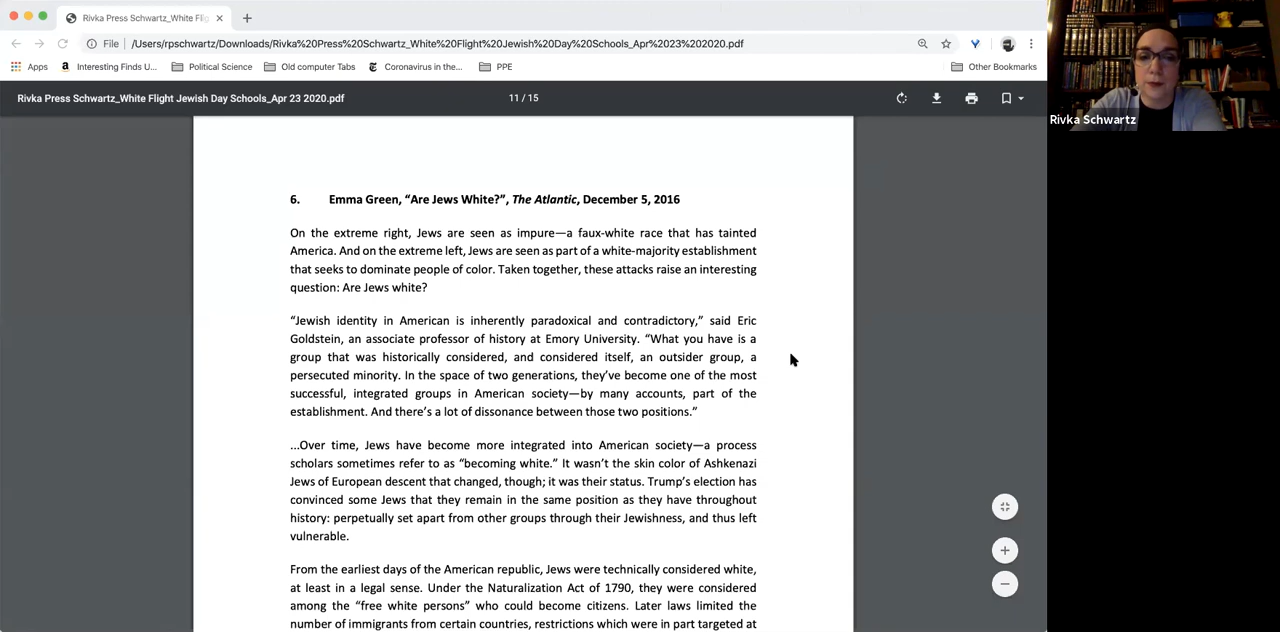 Rivka Press Schwartz_White Flig
File
/Users/rpschwartz/Downloads/Rivka%20Press%20Schwartz_White%20Flight%20Jewish%20Day%20Schools_Apr%2023%202020.pdf
Apps
Interesting Finds U...
Political Science
Old computer Tabs
Coronavirus in the...
PPE
Other Bookmarks
Rivka Press Schwartz_White Flight Jewish Day Schools_Apr 23 2020.pdf
11 / 15
Rivka Schwartz
6. Emma Green, “Are Jews White?”, The Atlantic, December 5, 2016
On the extreme right, Jews are seen as impure—a faux-white race that has tainted
America. And on the extreme left, Jews are seen as part of a white-majority establishment
that seeks to dominate people of color. Taken together, these attacks raise an interesting
question: Are Jews white?
“Jewish identity in American is inherently paradoxical and contradictory,” said Eric
Goldstein, an associate professor of history at Emory University. “What you have is a
group that was historically considered, and considered itself, an outsider group, a
persecuted minority. In the space of two generations, they’ve become one of the most
successful, integrated groups in American society—by many accounts, part of the
establishment. And there’s a lot of dissonance between those two positions.”
...Over time, Jews have become more integrated into American society—a process
scholars sometimes refer to as “becoming white.” It wasn’t the skin color of Ashkenazi
Jews of European descent that changed, though; it was their status. Trump’s election has
convinced some Jews that they remain in the same position as they have throughout
history: perpetually set apart from other groups through their Jewishness, and thus left
vulnerable.
From the earliest days of the American republic, Jews were technically considered white,
at least in a legal sense. Under the Naturalization Act of 1790, they were considered
among the “free white persons” who could become citizens. Later laws limited the
number of immigrants from certain countries, restrictions which were in part targeted at